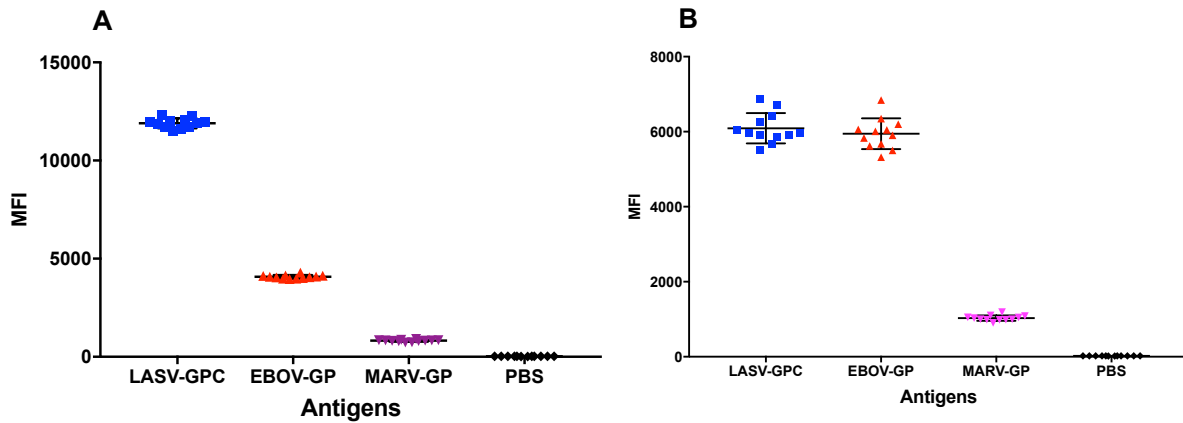 A
15000
10000
5000
0
MFI
LASV-GPC EBOV-GP MARV-GP PBS
Antigens
B
8000
6000
4000
2000
0
MFI
LASV-GPC EBOV-GP MARV-GP PBS
Antigens